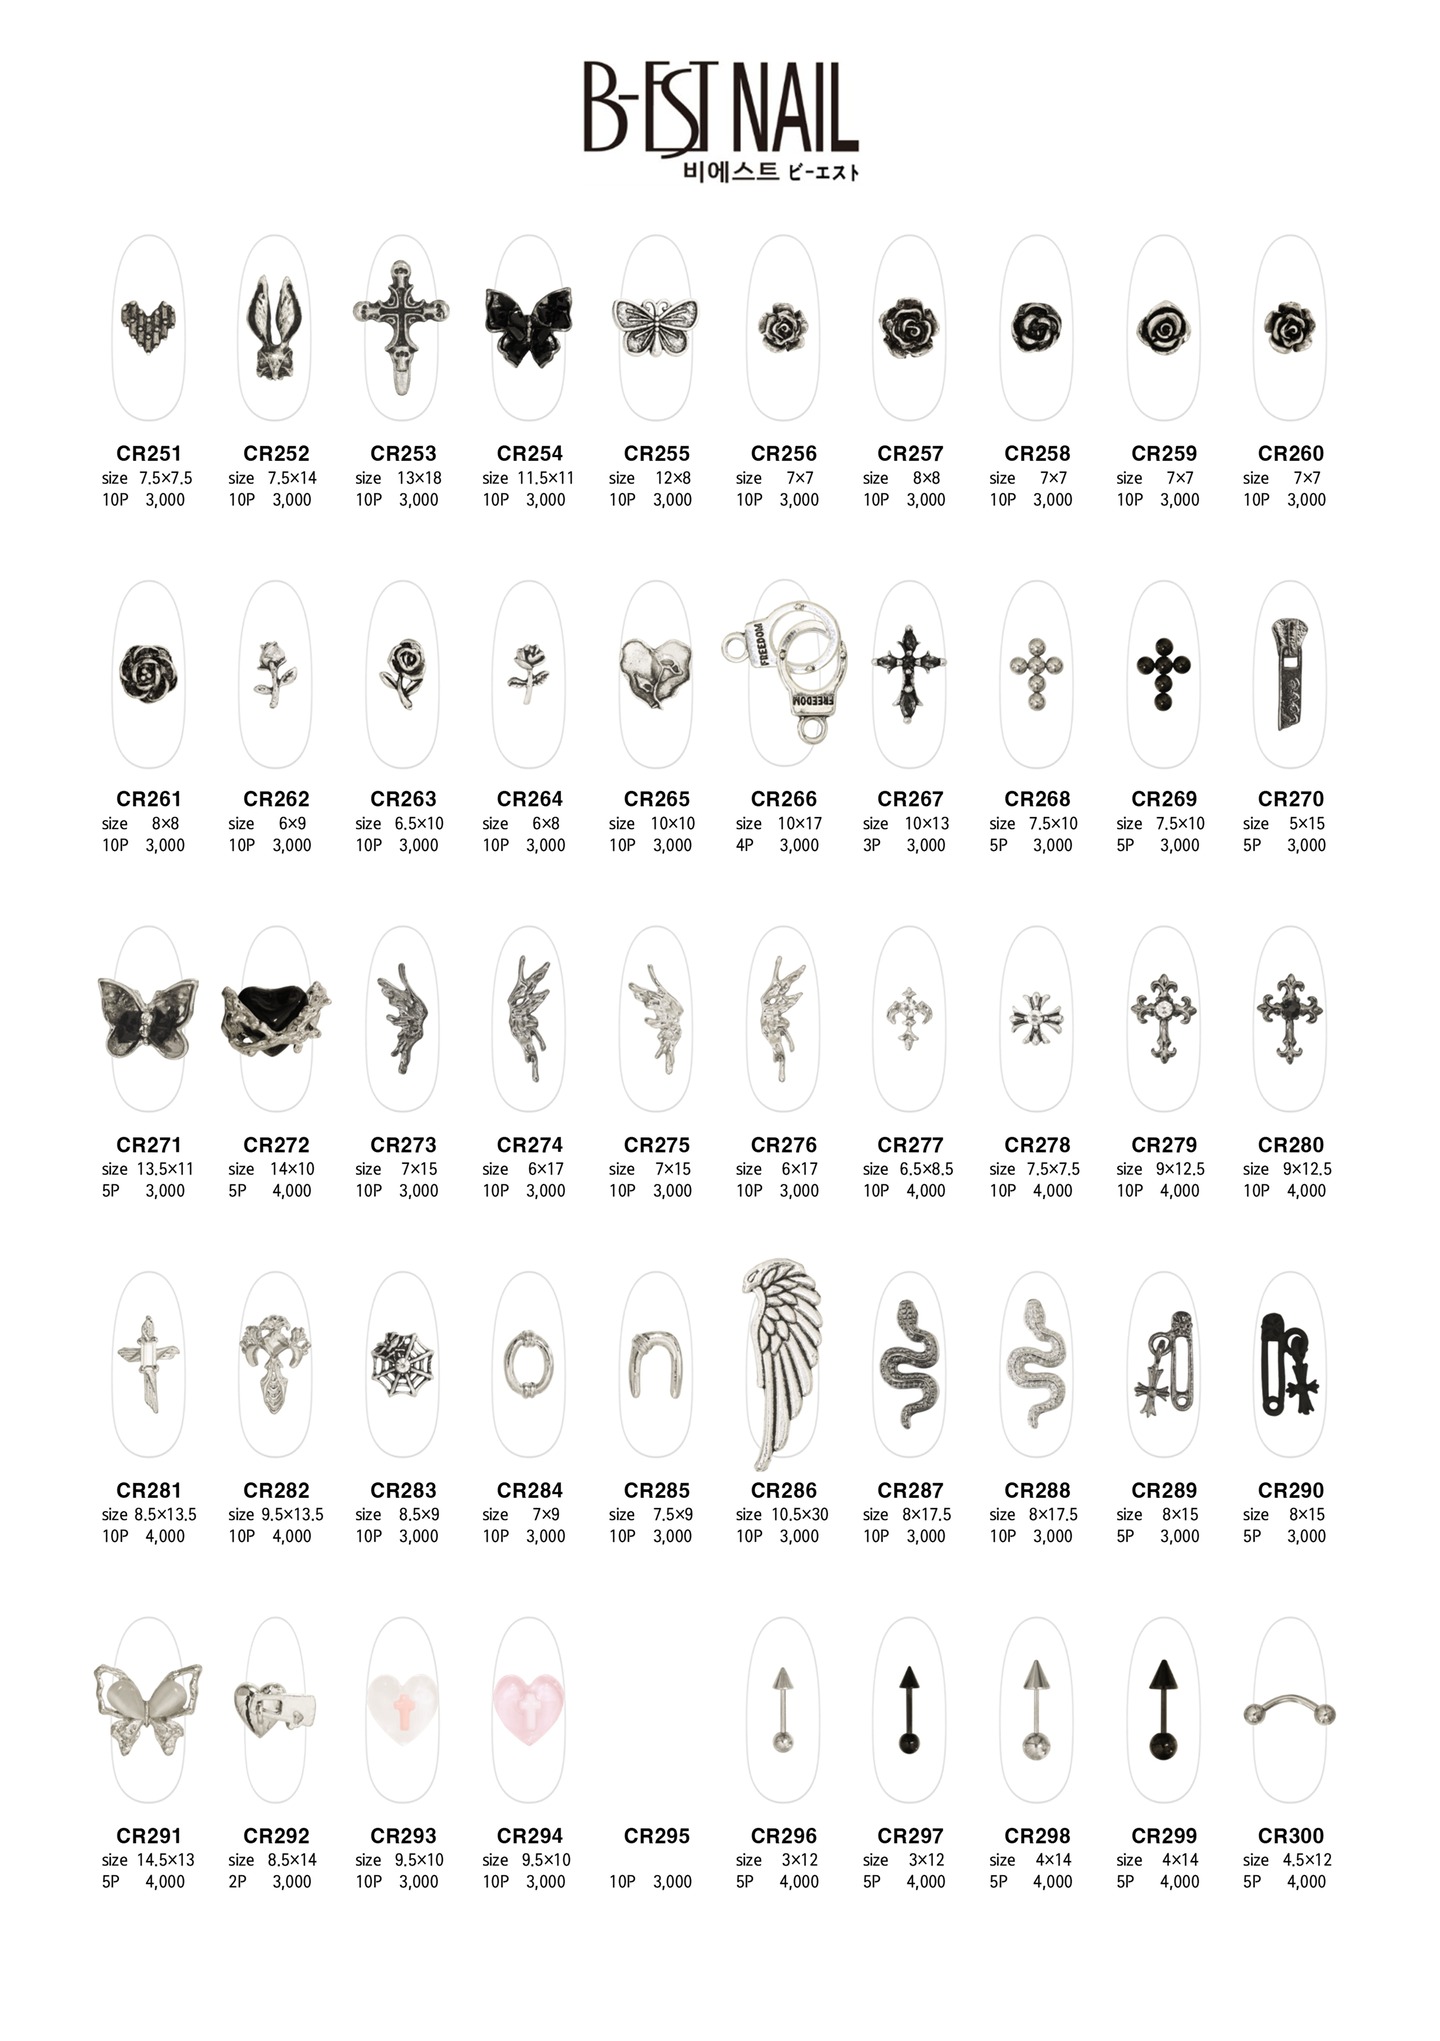 B-EST NAIL
비에스트 ビーエスト
CR251 CR252 CR253 CR254 CR255 CR256 CR257 CR258 CR259 CR260
size 7.5×7.5 size 7.5×14 size 13×18 size 11.5×11 size 12×8 size 7×7 size 8×8 size 7×7 size 7×7 size 7×7
10P 3,000 10P 3,000 10P 3,000 10P 3,000 10P 3,000 10P 3,000 10P 3,000 10P 3,000 10P 3,000 10P 3,000
FREEDOM
FREEDOM
CR261 CR262 CR263 CR264 CR265 CR266 CR267 CR268 CR269 CR270
size 8×8 size 6×9 size 6.5×10 size 6×8 size 10×10 size 10×17 size 10×13 size 7.5×10 size 7.5×10 size 5×15
10P 3,000 10P 3,000 10P 3,000 10P 3,000 10P 3,000 4P 3,000 3P 3,000 5P 3,000 5P 3,000 5P 3,000
CR271 CR272 CR273 CR274 CR275 CR276 CR277 CR278 CR279 CR280
size 13.5×11 size 14×10 size 7×15 size 6×17 size 7×15 size 6×17 size 6.5×8.5 size 7.5×7.5 size 9×12.5 size 9×12.5
5P 3,000 5P 4,000 10P 3,000 10P 3,000 10P 3,000 10P 3,000 10P 4,000 10P 4,000 10P 4,000 10P 4,000
CR281 CR282 CR283 CR284 CR285 CR286 CR287 CR288 CR289 CR290
size 8.5×13.5 size 9.5×13.5 size 8.5×9 size 7×9 size 7.5×9 size 10.5×30 size 8×17.5 size 8×17.5 size 8×15 size 8×15
10P 4,000 10P 4,000 10P 3,000 10P 3,000 10P 3,000 10P 3,000 10P 3,000 10P 3,000 5P 3,000 5P 3,000
CR291 CR292 CR293 CR294 CR295 CR296 CR297 CR298 CR299 CR300
size 14.5×13 size 8.5×14 size 9.5×10 size 9.5×10 size 3×12 size 3×12 size 4×14 size 4×14 size 4.5×12
5P 4,000 2P 3,000 10P 3,000 10P 3,000 10P 3,000 5P 4,000 5P 4,000 5P 4,000 5P 4,000 5P 4,000